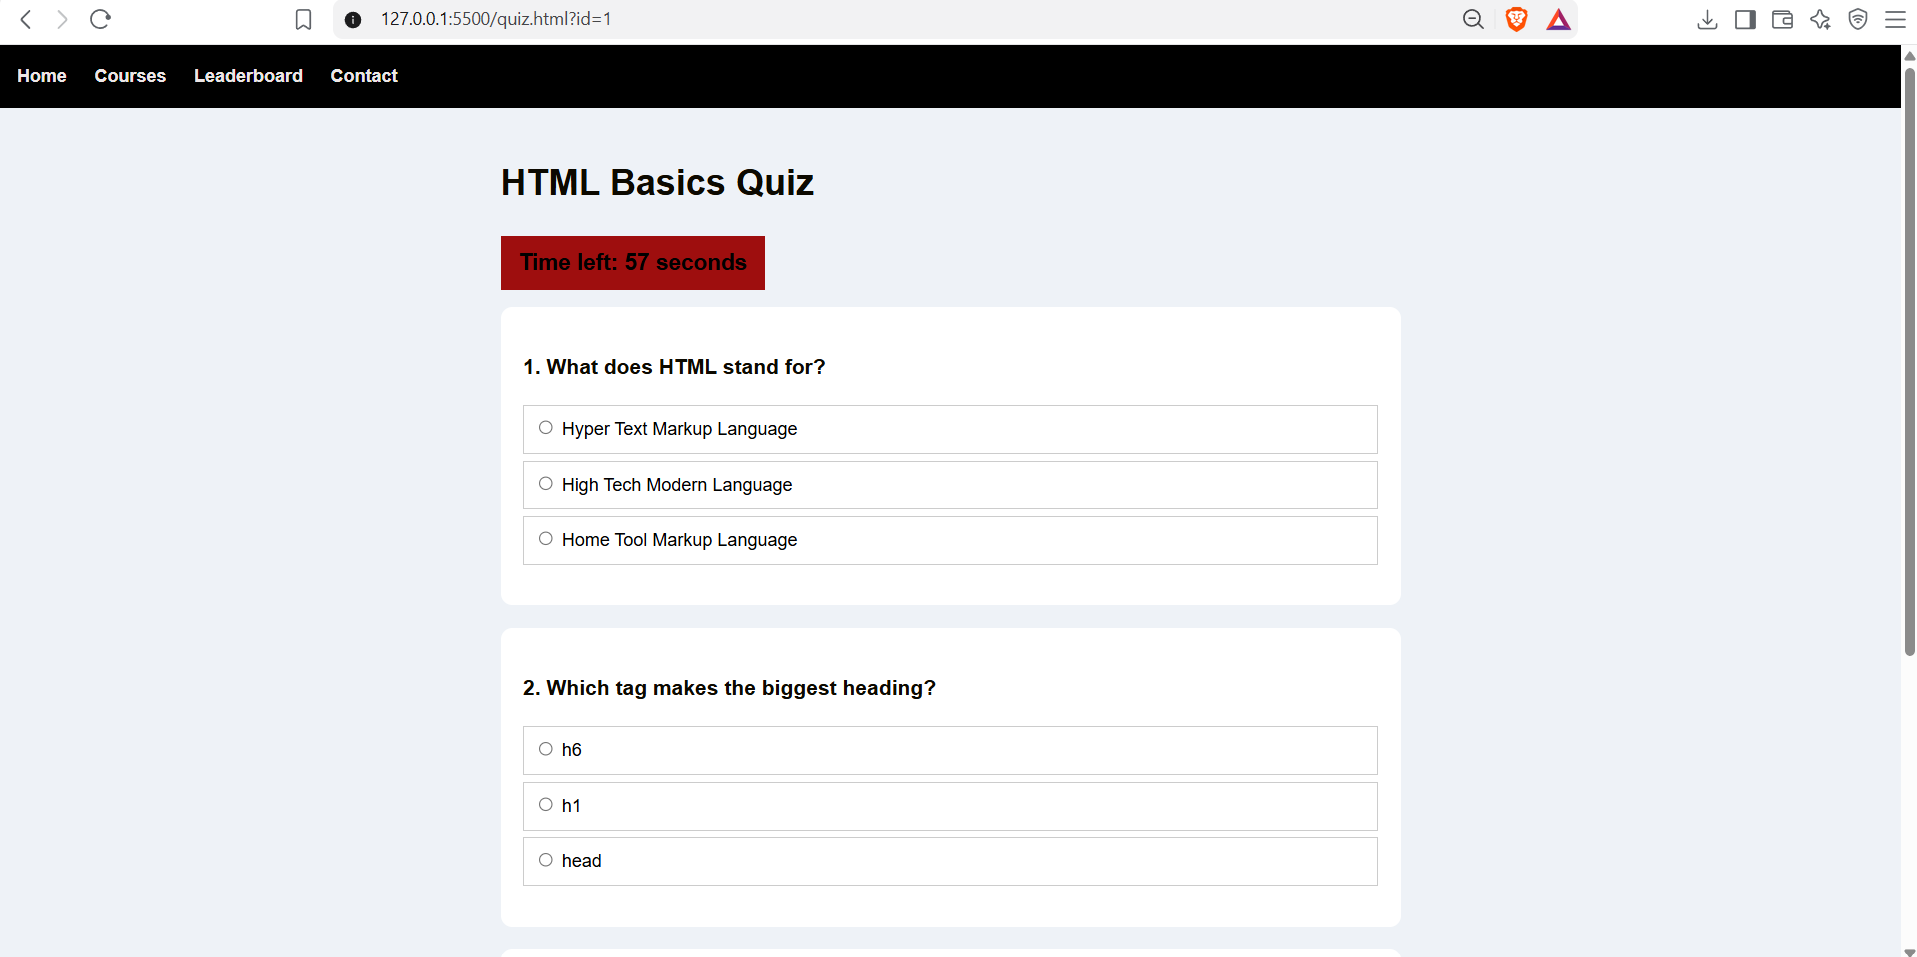 127.0.0.1:5500/quiz.html?id=1
Home Courses Leaderboard Contact
HTML Basics Quiz
Time left: 57 seconds
1. What does HTML stand for?
Hyper Text Markup Language
High Tech Modern Language
Home Tool Markup Language
2. Which tag makes the biggest heading?
h6
h1
head